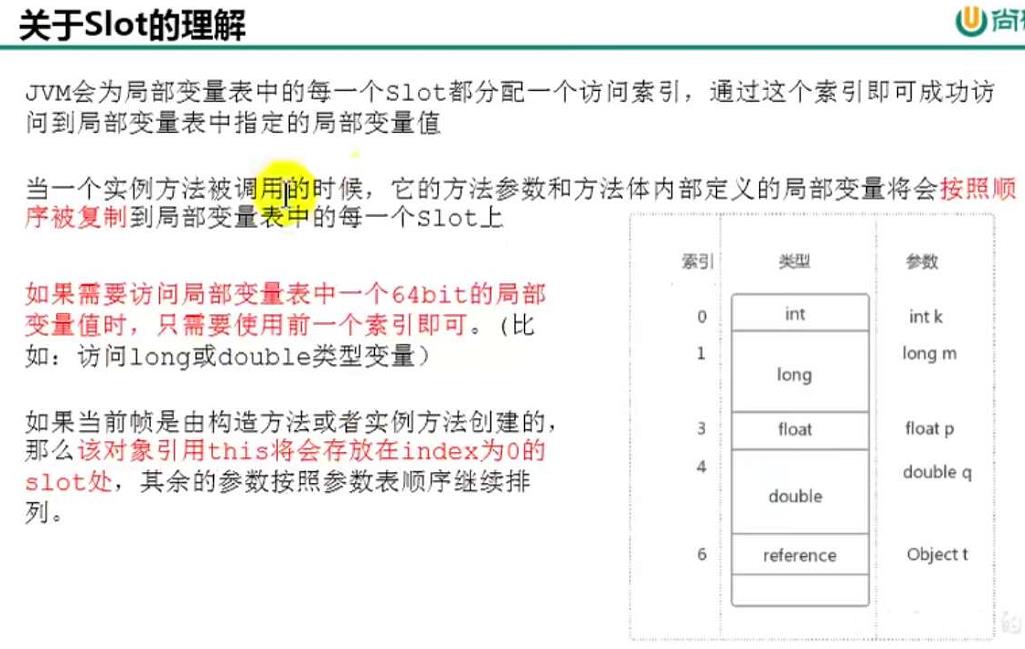 关于Slot的理解
尚
JVM会为局部变量表中的每一个Slot都分配一个访问索引，通过这个索引即可成功访
问到局部变量表中指定的局部变量值
当一个实例方法被调用的时候，它的方法参数和方法体内部定义的局部变量将会按照顺
序被复制到局部变量表中的每一个Slot上
如果需要访问局部变量表中一个64bit的局部
变量值时，只需要使用前一个索引即可。(比
如：访问long或double类型变量）
如果当前帧是由构造方法或者实例方法创建的，
那么该对象引用this将会存放在index为0的
slot处，其余的参数按照参数表顺序继续排
列。
索引 类型 参数
0 int int k
1 long long m
3 float float p
4 double double q
6 reference Object t